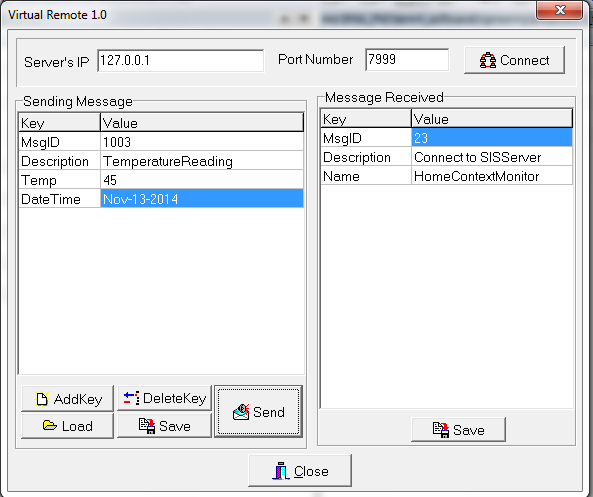 Virtual Remote 1.0
Server's IP 127.0.0.1 Port Number 7999 Connect
Sending Message
Key Value
MsgID 1003
Description TemperatureReading
Temp 45
DateTime Nov-13-2014
AddKey DeleteKey
Load Save
Send
Message Received
Key Value
MsgID 23
Description Connect to SISServer
Name HomeContextMonitor
Save
Close